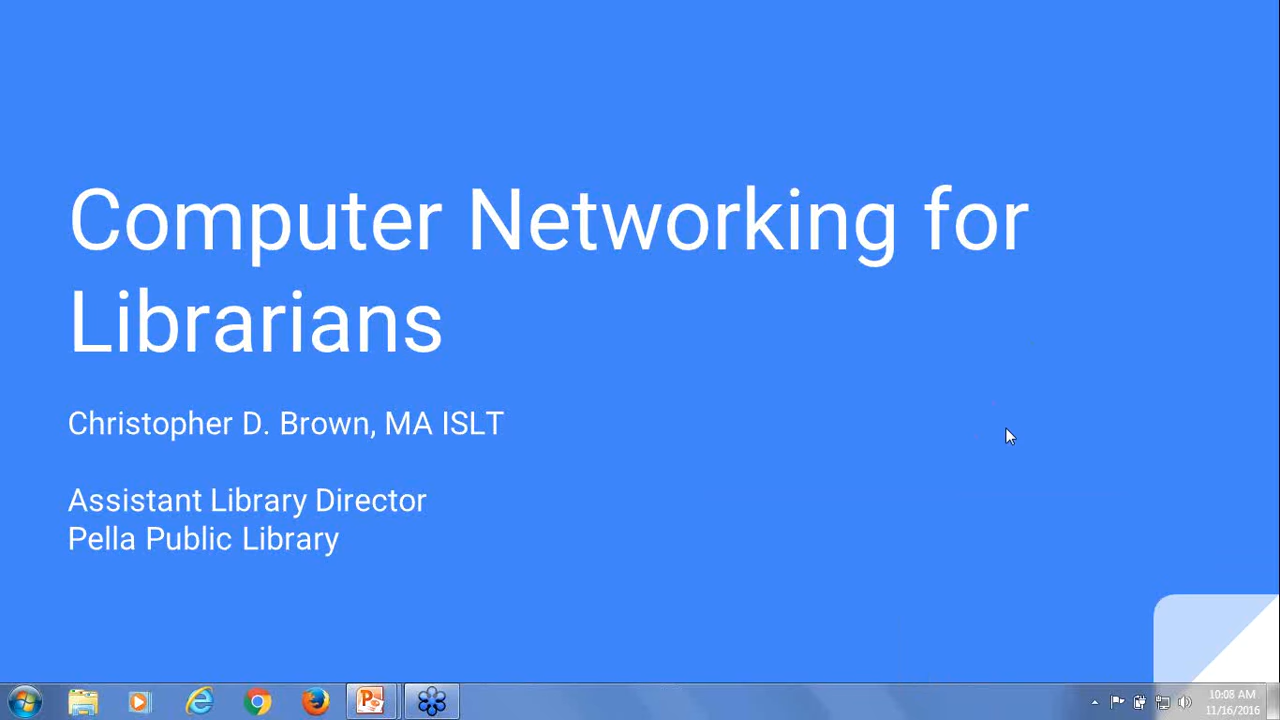 Computer Networking for
Librarians
Christopher D. Brown, MA ISLT
Assistant Library Director
Pella Public Library
10:08 AM
11/16/2016